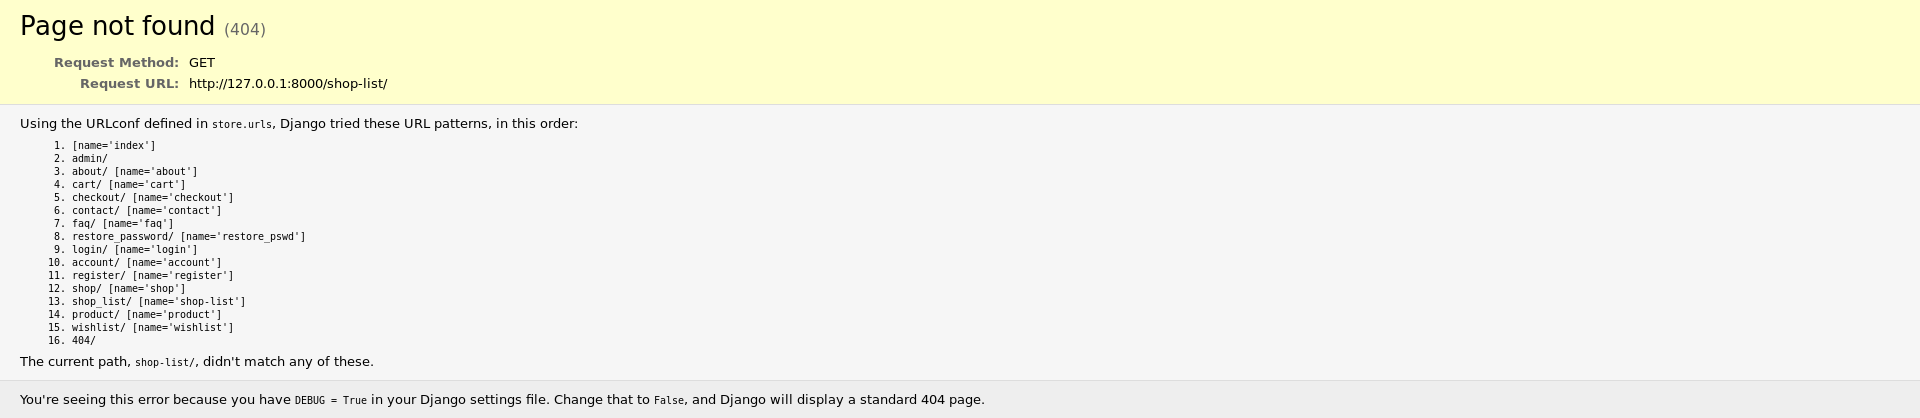 Page not found (404)
Request Method: GET
Request URL: http://127.0.0.1:8000/shop-list/
Using the URLconf defined in store.urls, Django tried these URL patterns, in this order:
1. [name='index']
2. admin/
3. about/ [name='about']
4. cart/ [name='cart']
5. checkout/ [name='checkout']
6. contact/ [name='contact']
7. faq/ [name='faq']
8. restore_password/ [name='restore_pswd']
9. login/ [name='login']
10. account/ [name='account']
11. register/ [name='register']
12. shop/ [name='shop']
13. shop_list/ [name='shop-list']
14. product/ [name='product']
15. wishlist/ [name='wishlist']
16. 404/
The current path, shop-list/, didn't match any of these.
You're seeing this error because you have DEBUG = True in your Django settings file. Change that to False, and Django will display a standard 404 page.